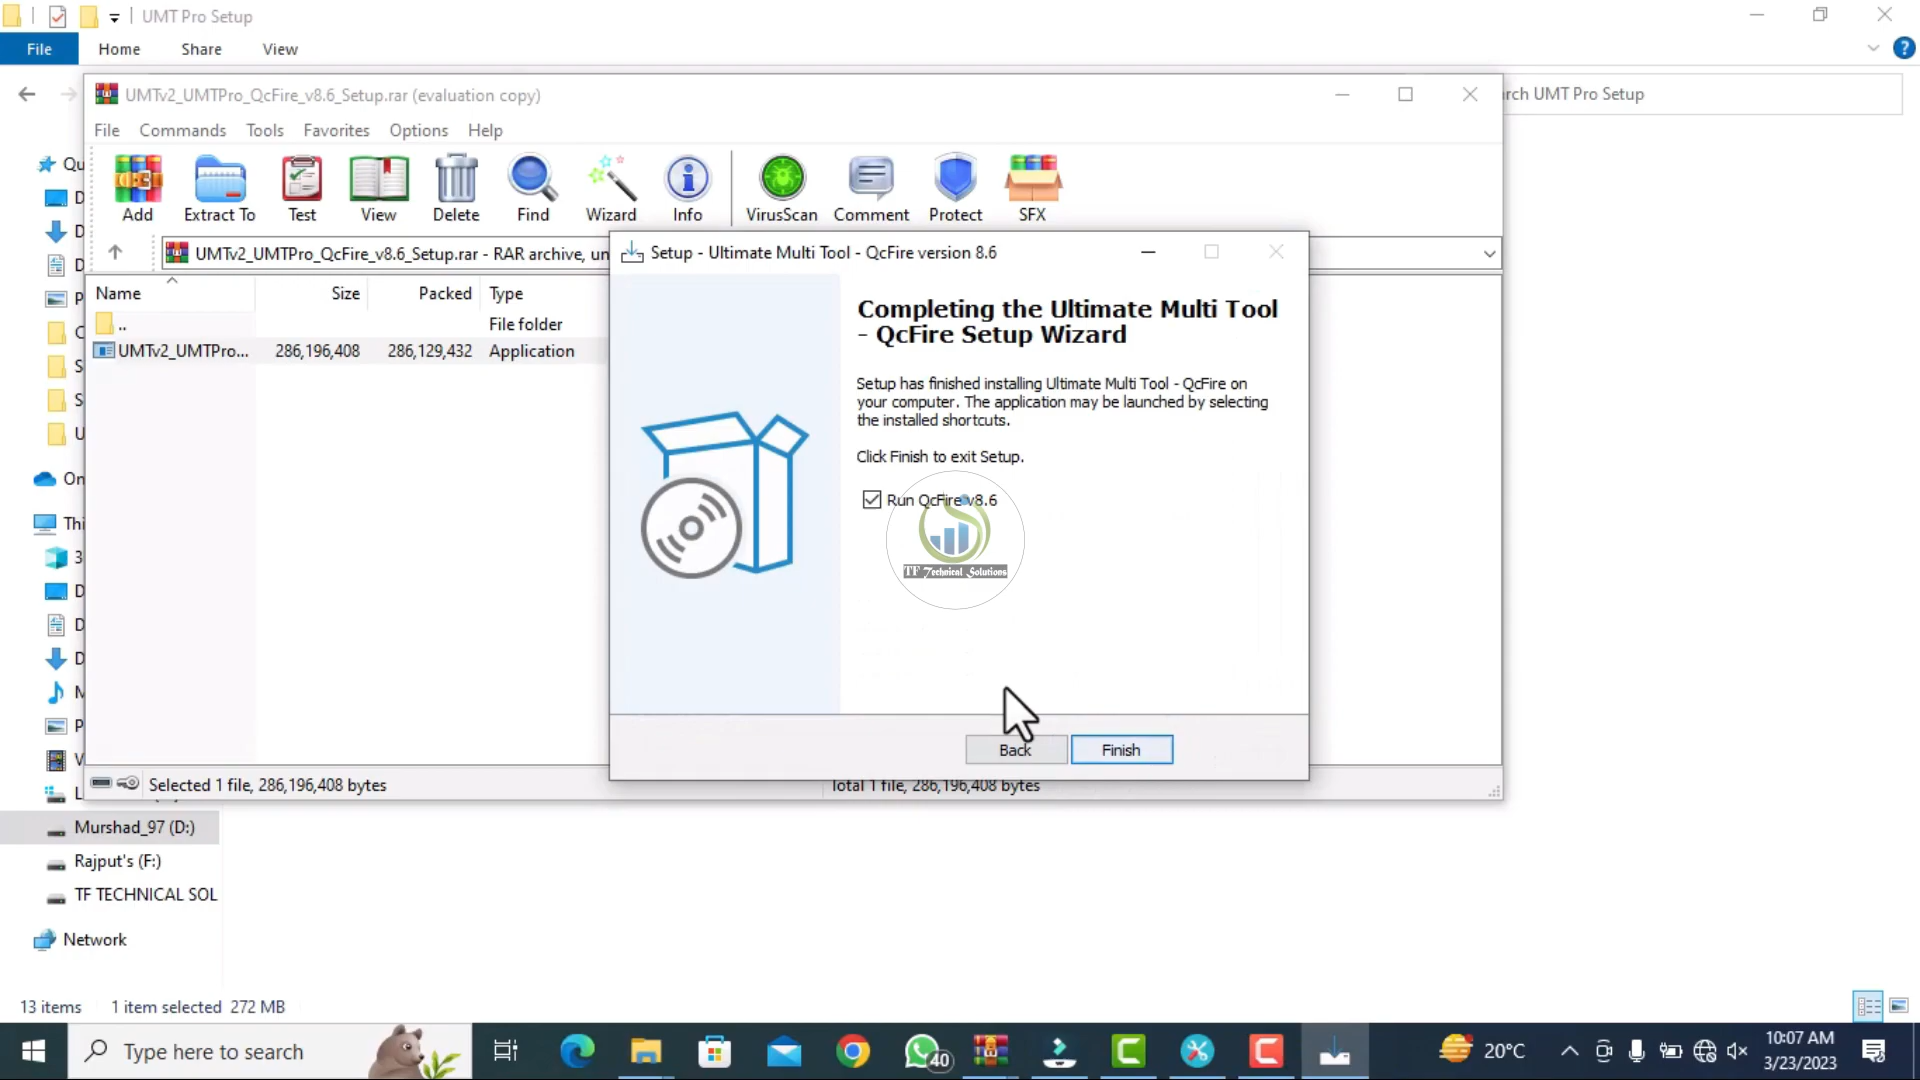 UMT Pro Setup
File Home Share View
UMTv2_UMTPro_QcFire_v8.6_Setup.rar (evaluation copy)
rch UMT Pro Setup
File Commands Tools Favorites Options Help
Add Extract To Test View Delete Find Wizard Info VirusScan Comment Protect SFX
UMTv2_UMTPro_QcFire_v8.6_Setup.rar - RAR archive, un
Name Size Packed Type
.. File folder
UMTv2_UMTPro... 286,196,408 286,129,432 Application
Setup - Ultimate Multi Tool - QcFire version 8.6
Completing the Ultimate Multi Tool
- QcFire Setup Wizard
Setup has finished installing Ultimate Multi Tool - QcFire on
your computer. The application may be launched by selecting
the installed shortcuts.
Click Finish to exit Setup.
Run QcFire v8.6
TF Technical Solutions
Back Finish
Selected 1 file, 286,196,408 bytes
Total 1 file, 286,196,408 bytes
Qu
D
D
D
P
C
S
S
U
On
Thi
3
D
D
D
M
P
V
L
Murshad_97 (D:)
Rajput's (F:)
TF TECHNICAL SOL
Network
13 items 1 item selected 272 MB
Type here to search
40
20°C
10:07 AM
3/23/2023